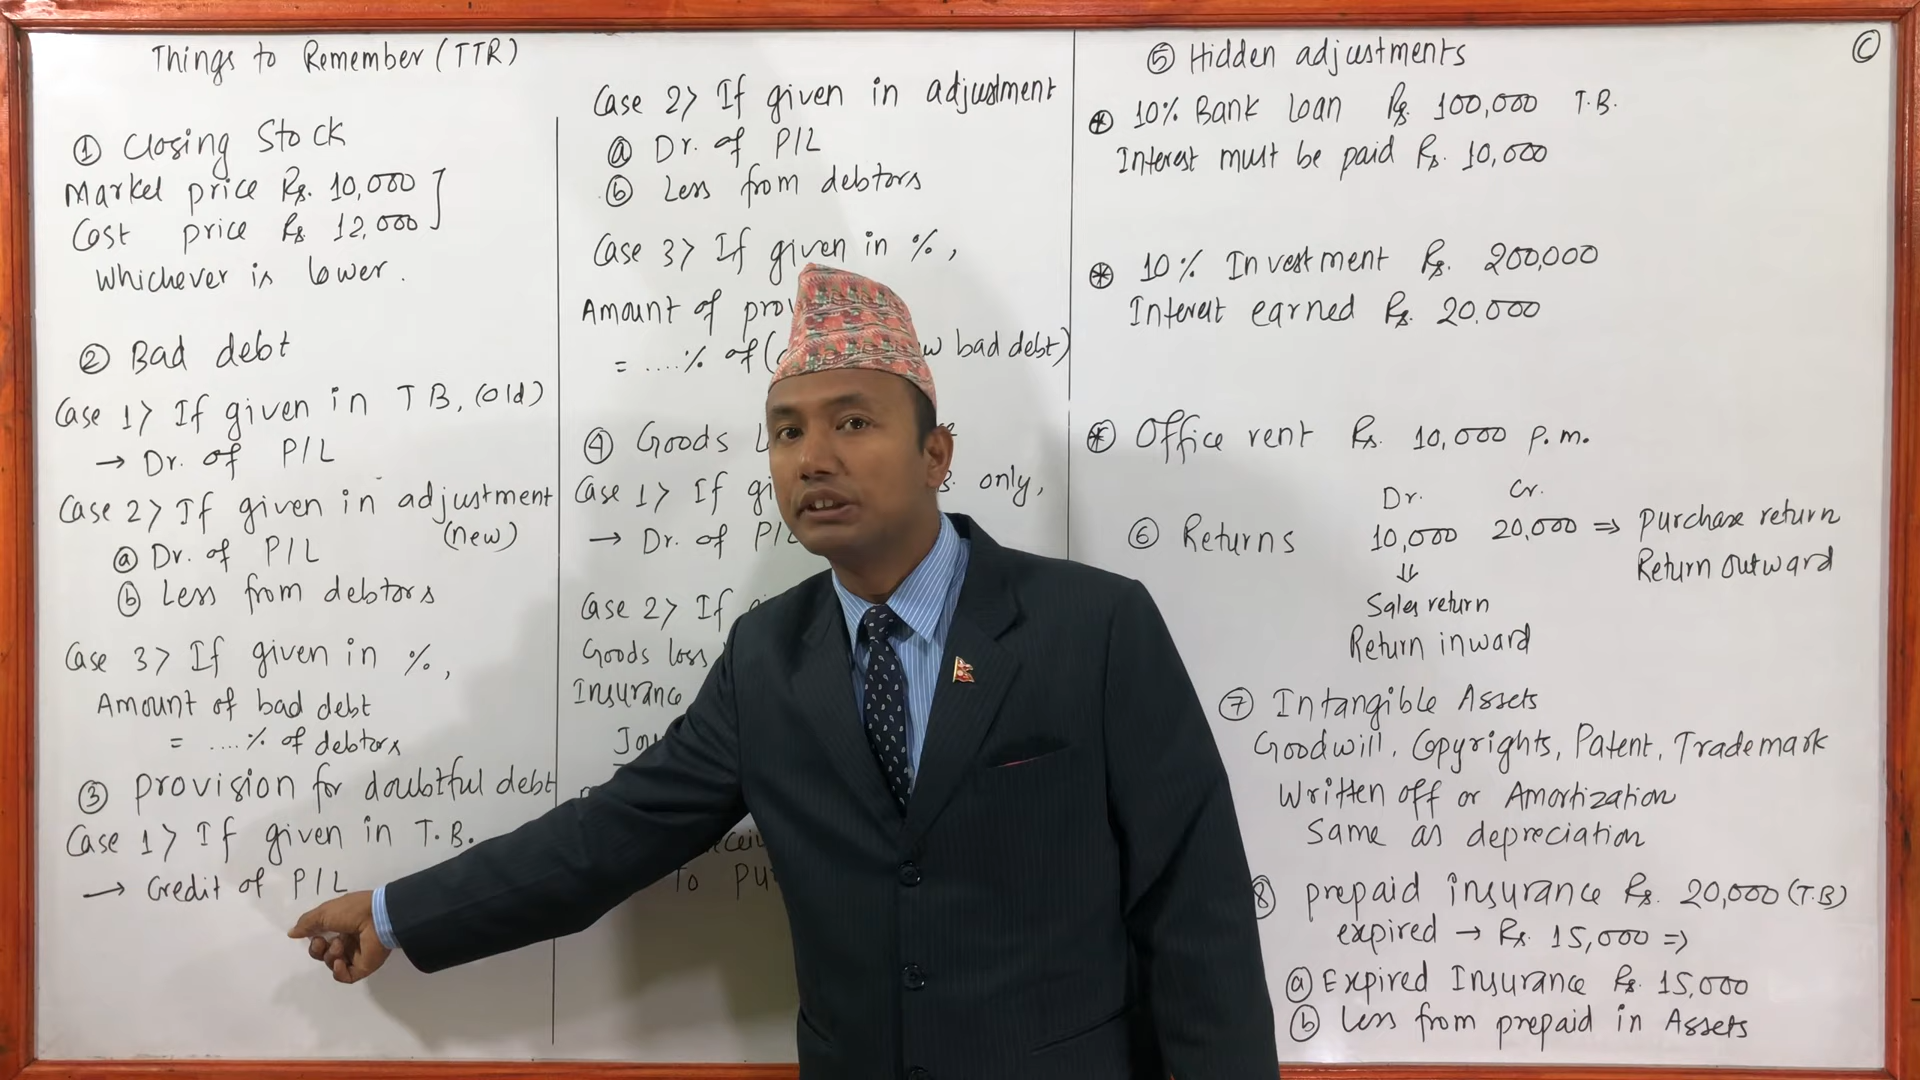 Things to Remember (TTR)
① Closing Stock
Market price Rs. 10,000
Cost price Rs 12,000
Whichever is lower.
② Bad debt
Case 1> If given in T B. (Old)
→ Dr. of P/L
Case 2> If given in adjustment
(new)
ⓐ Dr. of P/L
ⓑ Less from debtors
Case 3> If given in %,
Amount of bad debt
= ....% of debtors
③ Provision for doubtful debt
Case 1> If given in T.B.
→ Credit of P/L
Case 2> If given in adjustment
ⓐ Dr. of P/L
ⓑ Less from debtors
Case 3> If given in %,
Amount of
= ....% of ( bad debt)
④ Goods
Case 1> If only,
→ Dr. of P/L
Case 2> If
Goods loss
Insurance
To
⑤ Hidden adjustments
©
* 10% Bank Loan Rs. 100,000 T.B.
Interest must be paid Rs. 10,000
* 10% Investment Rs. 200,000
Interest earned Rs. 20,000
* Office rent Rs. 10,000 p.m.
Dr. Cr.
⑥ Returns 10,000 20,000 ⇒ Purchase return
Return Outward
⇓
Sales return
Return inward
⑦ Intangible Assets
Goodwill, Copyrights, Patent, Trademark
Written off or Amortization
Same as depreciation
⑧ Prepaid insurance Rs. 20,000 (T.B)
expired → Rs. 15,000 ⇒
ⓐ Expired Insurance Rs. 15,000
ⓑ Less from prepaid in Assets